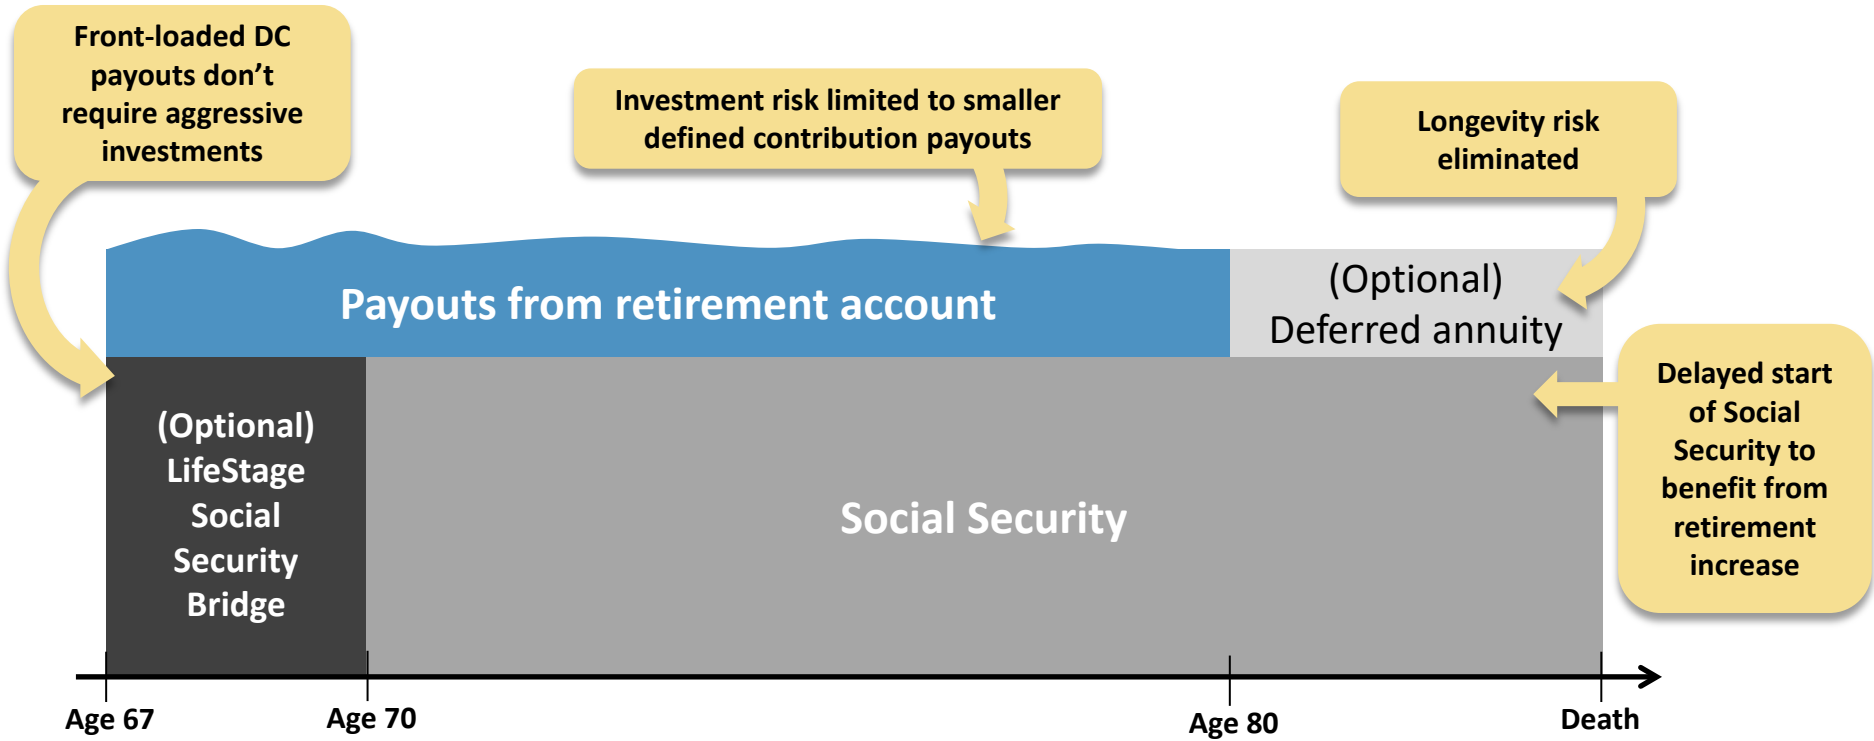 Front-loaded DC
payouts don’t
require aggressive
investments
Investment risk limited to smaller
defined contribution payouts
Longevity risk
eliminated
Payouts from retirement account
(Optional)
Deferred annuity
Delayed start
of Social
Security to
benefit from
retirement
increase
(Optional)
LifeStage
Social
Security
Bridge
Social Security
Age 67
Age 70
Age 80
Death